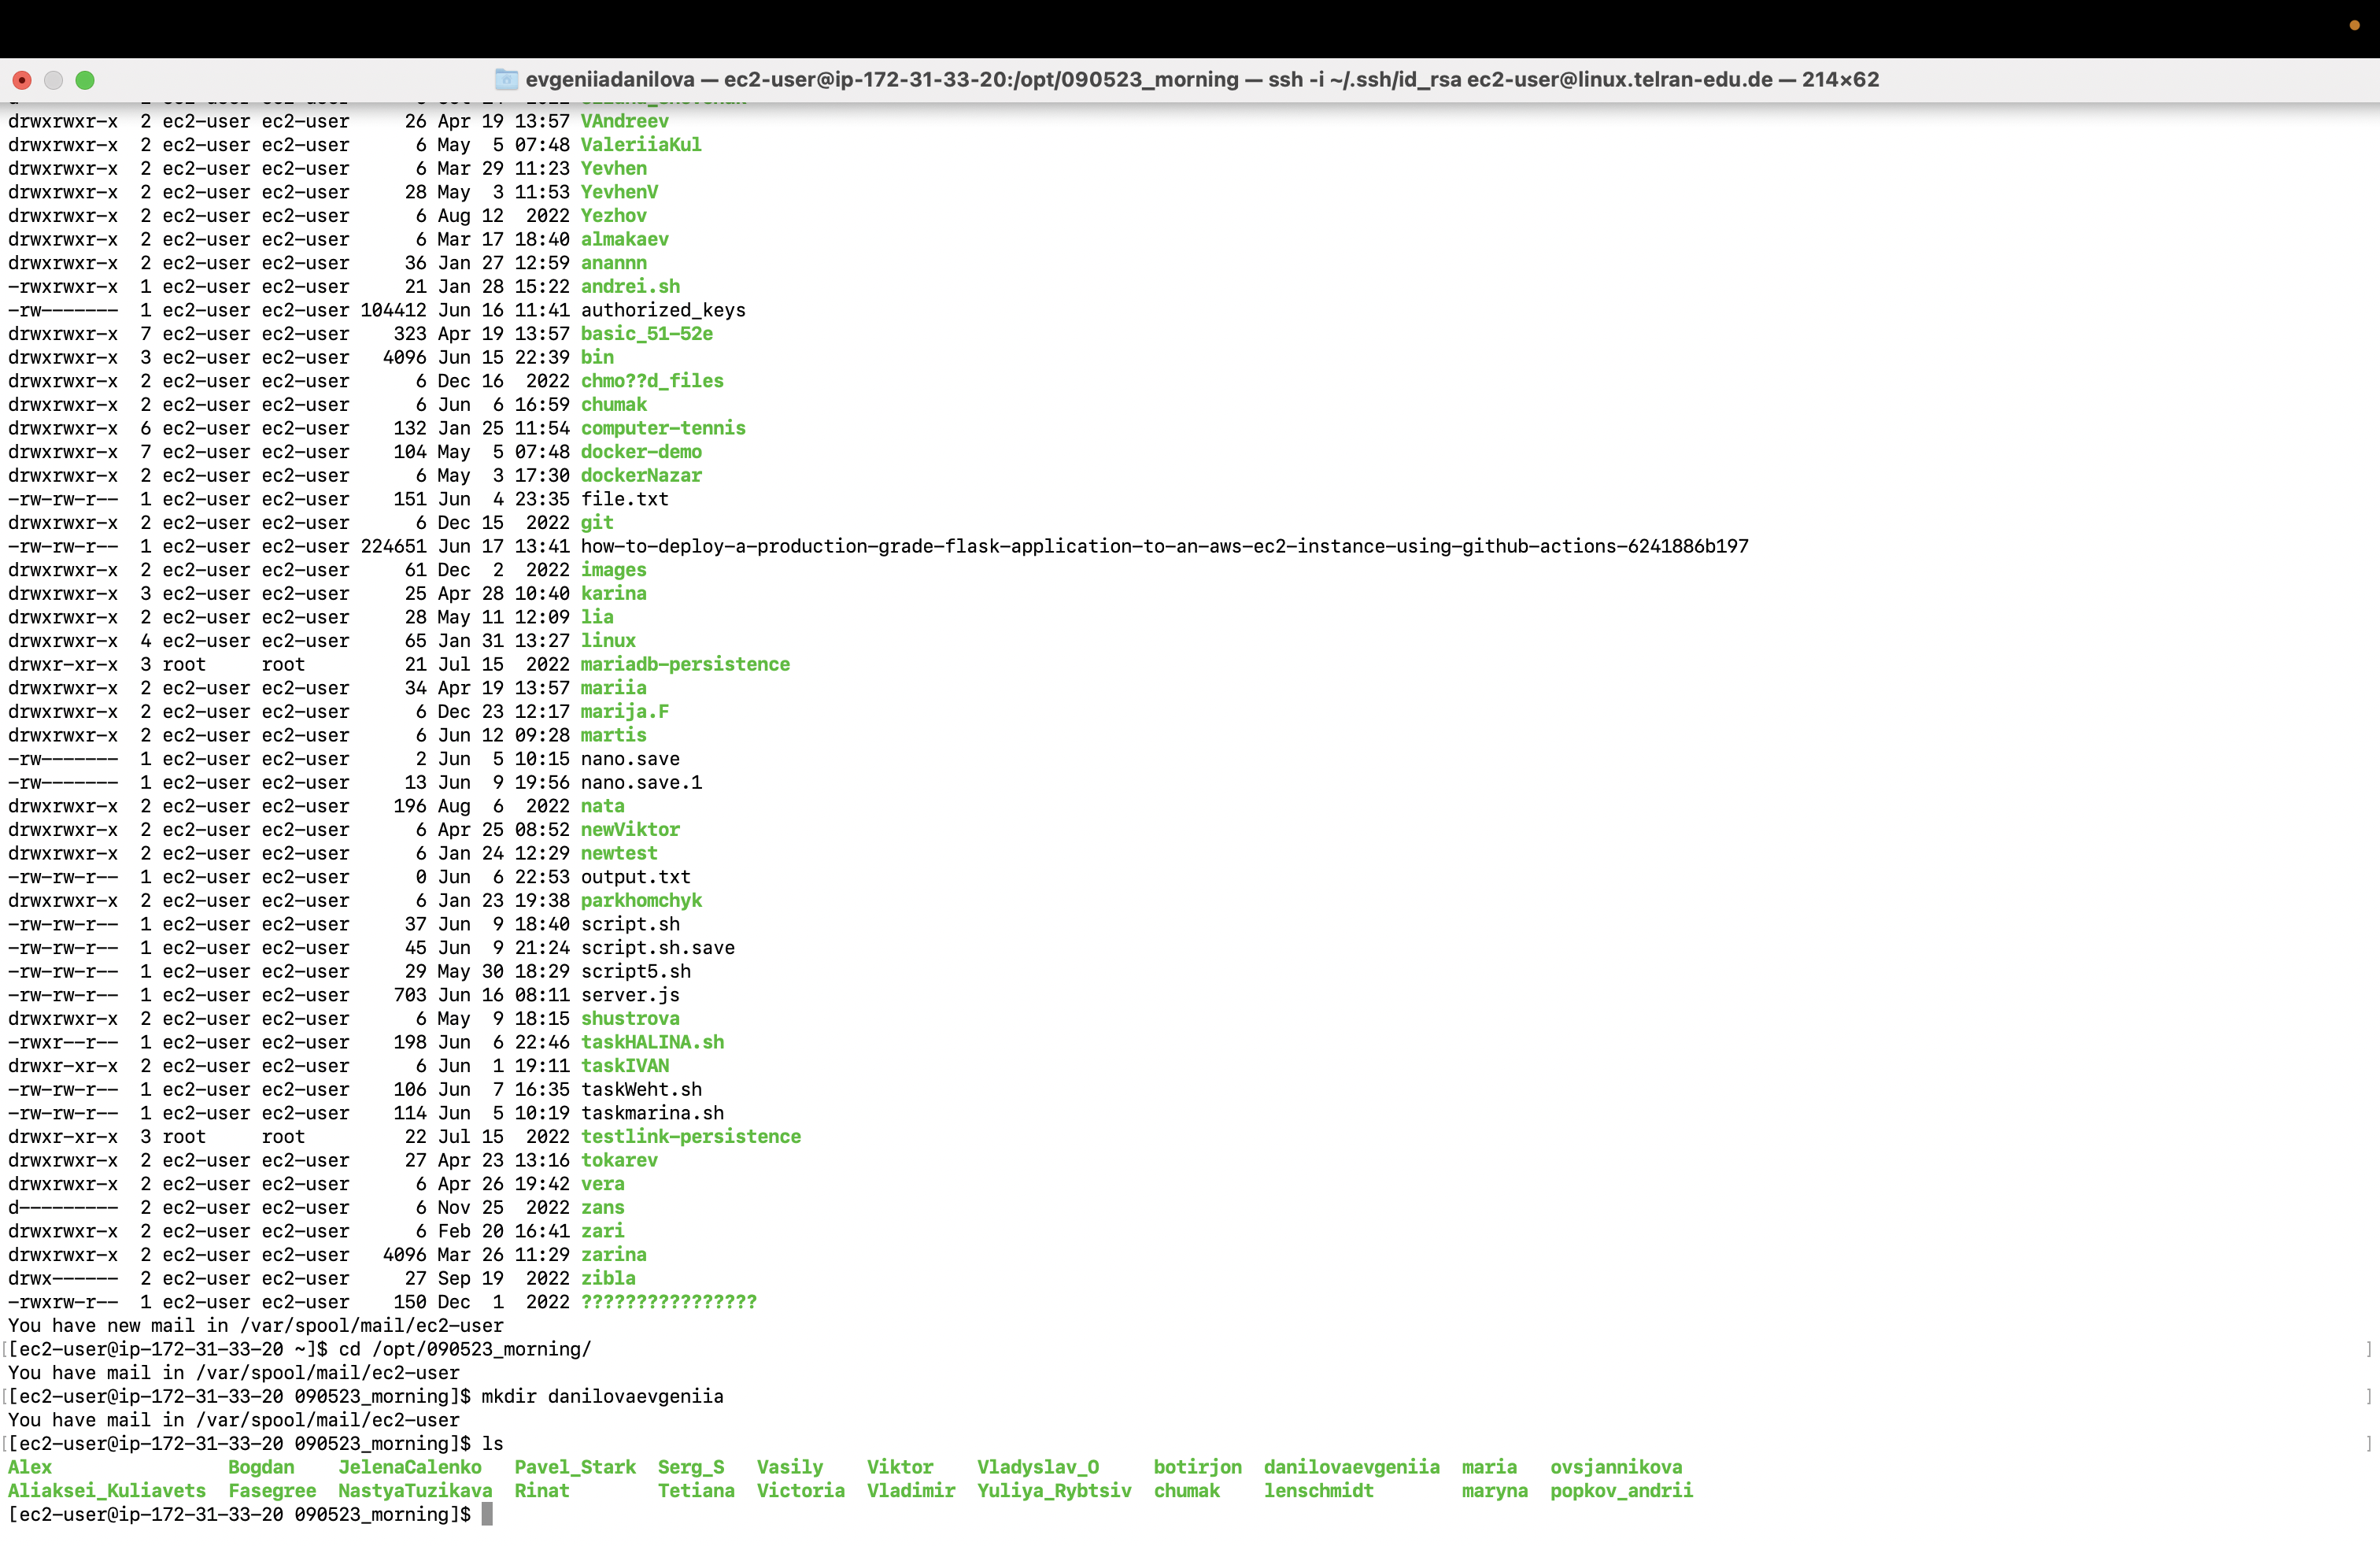 evgeniiadanilova — ec2-user@ip-172-31-33-20:/opt/090523_morning — ssh -i ~/.ssh/id_rsa ec2-user@linux.telran-edu.de — 214×62
drwxrwxr-x  2 ec2-user ec2-user     26 Apr 19 13:57 VAndreev
drwxrwxr-x  2 ec2-user ec2-user      6 May  5 07:48 ValeriiaKul
drwxrwxr-x  2 ec2-user ec2-user      6 Mar 29 11:23 Yevhen
drwxrwxr-x  2 ec2-user ec2-user     28 May  3 11:53 YevhenV
drwxrwxr-x  2 ec2-user ec2-user      6 Aug 12  2022 Yezhov
drwxrwxr-x  2 ec2-user ec2-user      6 Mar 17 18:40 almakaev
drwxrwxr-x  2 ec2-user ec2-user     36 Jan 27 12:59 anannn
-rwxrwxr-x  1 ec2-user ec2-user     21 Jan 28 15:22 andrei.sh
-rw-------  1 ec2-user ec2-user 104412 Jun 16 11:41 authorized_keys
drwxrwxr-x  7 ec2-user ec2-user    323 Apr 19 13:57 basic_51-52e
drwxrwxr-x  3 ec2-user ec2-user   4096 Jun 15 22:39 bin
drwxrwxr-x  2 ec2-user ec2-user      6 Dec 16  2022 chmo??d_files
drwxrwxr-x  2 ec2-user ec2-user      6 Jun  6 16:59 chumak
drwxrwxr-x  6 ec2-user ec2-user    132 Jan 25 11:54 computer-tennis
drwxrwxr-x  7 ec2-user ec2-user    104 May  5 07:48 docker-demo
drwxrwxr-x  2 ec2-user ec2-user      6 May  3 17:30 dockerNazar
-rw-rw-r--  1 ec2-user ec2-user    151 Jun  4 23:35 file.txt
drwxrwxr-x  2 ec2-user ec2-user      6 Dec 15  2022 git
-rw-rw-r--  1 ec2-user ec2-user 224651 Jun 17 13:41 how-to-deploy-a-production-grade-flask-application-to-an-aws-ec2-instance-using-github-actions-6241886b197
drwxrwxr-x  2 ec2-user ec2-user     61 Dec  2  2022 images
drwxrwxr-x  3 ec2-user ec2-user     25 Apr 28 10:40 karina
drwxrwxr-x  2 ec2-user ec2-user     28 May 11 12:09 lia
drwxrwxr-x  4 ec2-user ec2-user     65 Jan 31 13:27 linux
drwxr-xr-x  3 root     root         21 Jul 15  2022 mariadb-persistence
drwxrwxr-x  2 ec2-user ec2-user     34 Apr 19 13:57 mariia
drwxrwxr-x  2 ec2-user ec2-user      6 Dec 23 12:17 marija.F
drwxrwxr-x  2 ec2-user ec2-user      6 Jun 12 09:28 martis
-rw-------  1 ec2-user ec2-user      2 Jun  5 10:15 nano.save
-rw-------  1 ec2-user ec2-user     13 Jun  9 19:56 nano.save.1
drwxrwxr-x  2 ec2-user ec2-user    196 Aug  6  2022 nata
drwxrwxr-x  2 ec2-user ec2-user      6 Apr 25 08:52 newViktor
drwxrwxr-x  2 ec2-user ec2-user      6 Jan 24 12:29 newtest
-rw-rw-r--  1 ec2-user ec2-user      0 Jun  6 22:53 output.txt
drwxrwxr-x  2 ec2-user ec2-user      6 Jan 23 19:38 parkhomchyk
-rw-rw-r--  1 ec2-user ec2-user     37 Jun  9 18:40 script.sh
-rw-rw-r--  1 ec2-user ec2-user     45 Jun  9 21:24 script.sh.save
-rw-rw-r--  1 ec2-user ec2-user     29 May 30 18:29 script5.sh
-rw-rw-r--  1 ec2-user ec2-user    703 Jun 16 08:11 server.js
drwxrwxr-x  2 ec2-user ec2-user      6 May  9 18:15 shustrova
-rwxr--r--  1 ec2-user ec2-user    198 Jun  6 22:46 taskHALINA.sh
drwxr-xr-x  2 ec2-user ec2-user      6 Jun  1 19:11 taskIVAN
-rw-rw-r--  1 ec2-user ec2-user    106 Jun  7 16:35 taskWeht.sh
-rw-rw-r--  1 ec2-user ec2-user    114 Jun  5 10:19 taskmarina.sh
drwxr-xr-x  3 root     root         22 Jul 15  2022 testlink-persistence
drwxrwxr-x  2 ec2-user ec2-user     27 Apr 23 13:16 tokarev
drwxrwxr-x  2 ec2-user ec2-user      6 Apr 26 19:42 vera
d---------  2 ec2-user ec2-user      6 Nov 25  2022 zans
drwxrwxr-x  2 ec2-user ec2-user      6 Feb 20 16:41 zari
drwxrwxr-x  2 ec2-user ec2-user   4096 Mar 26 11:29 zarina
drwx------  2 ec2-user ec2-user     27 Sep 19  2022 zibla
-rwxrw-r--  1 ec2-user ec2-user    150 Dec  1  2022 ????????????????
You have new mail in /var/spool/mail/ec2-user
[[ec2-user@ip-172-31-33-20 ~]$ cd /opt/090523_morning/ ]
You have mail in /var/spool/mail/ec2-user
[[ec2-user@ip-172-31-33-20 090523_morning]$ mkdir danilovaevgeniia ]
You have mail in /var/spool/mail/ec2-user
[[ec2-user@ip-172-31-33-20 090523_morning]$ ls ]
Alex                Bogdan    JelenaCalenko   Pavel_Stark  Serg_S   Vasily    Viktor    Vladyslav_O     botirjon  danilovaevgeniia  maria   ovsjannikova
Aliaksei_Kuliavets  Fasegree  NastyaTuzikava  Rinat        Tetiana  Victoria  Vladimir  Yuliya_Rybtsiv  chumak    lenschmidt        maryna  popkov_andrii
[ec2-user@ip-172-31-33-20 090523_morning]$